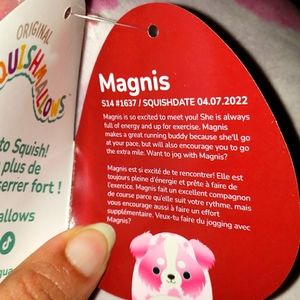 ORIGINAL
Magnis
S14 #1637 / SQUISHDATE 04.07.2022
Magnis is so excited to meet you! She is always
full of energy and up for exercise. Magnis
makes a great running buddy because she'll go
at your pace, but will also encourage you to go
the extra mile. Want to jog with Magnis?
Magnis est si excité de te rencontrer! Elle est
toujours pleine d'énergie et prête à faire de
l'exercice. Magnis fait un excellent compagnon
de course parce qu'elle suit votre rythme, mais
vous encourage aussi à faire un effort
supplémentaire. Veux-tu faire du jogging avec
Magnis?
to Squish!
plus de
serrer fort !